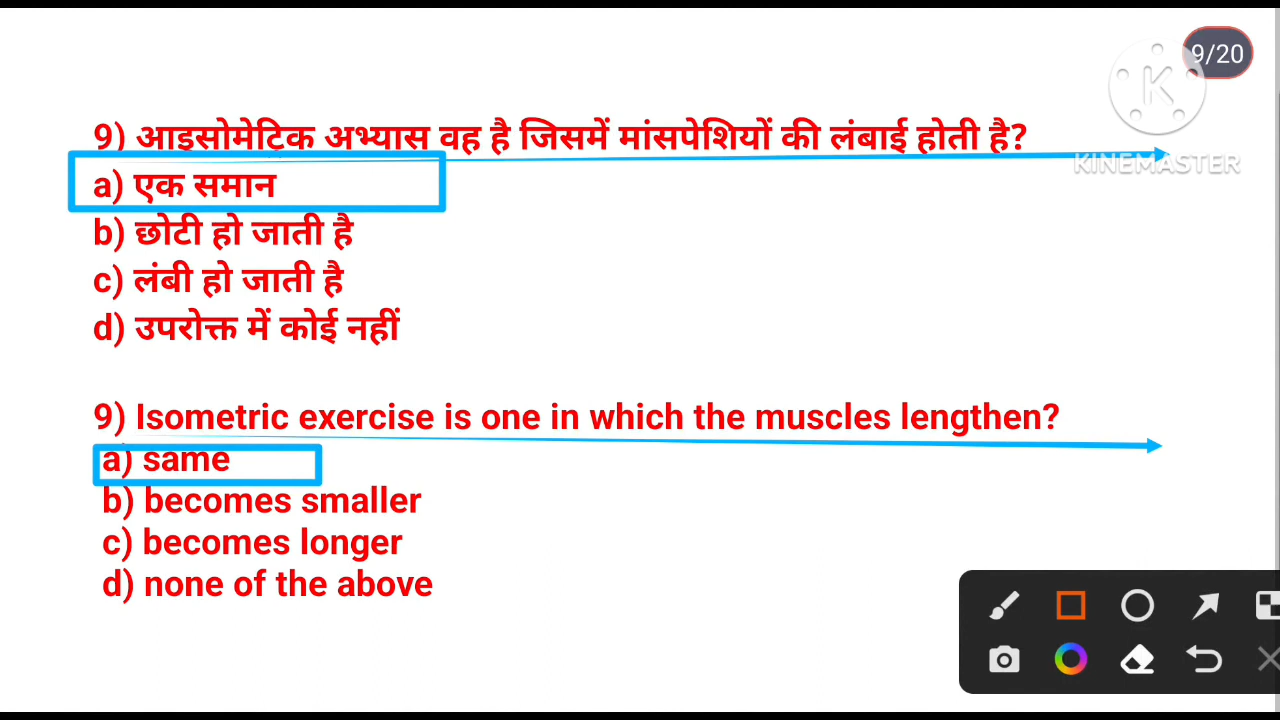 9/20
K
KINEMASTER
9) आइसोमेट्रिक अभ्यास वह है जिसमें मांसपेशियों की लंबाई होती है?
a) एक समान
b) छोटी हो जाती है
c) लंबी हो जाती है
d) उपरोक्त में कोई नहीं
9) Isometric exercise is one in which the muscles lengthen?
a) same
b) becomes smaller
c) becomes longer
d) none of the above